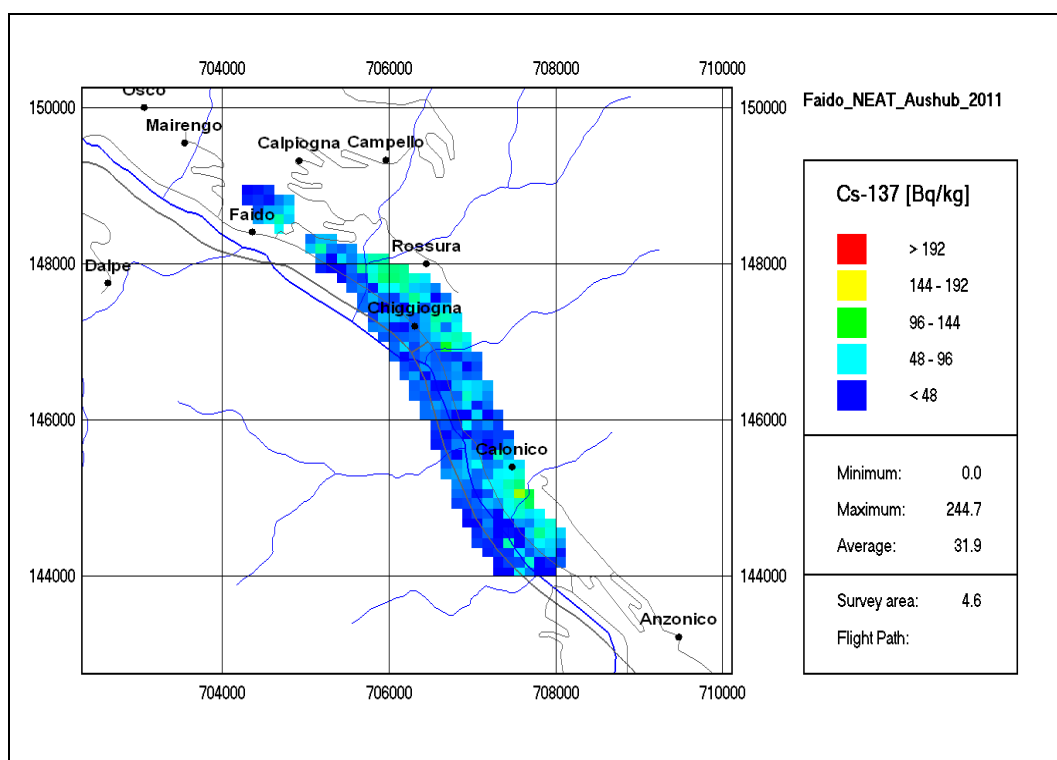 704000 706000 708000 710000
150000 150000
Osco
Mairengo
Calpiogna Campello
Faido
Rossura
148000 148000
Dalpe
Chiggiogna
146000 146000
Calonico
144000 144000
Anzonico
704000 706000 708000 710000
Faido_NEAT_Aushub_2011
Cs-137 [Bq/kg]
> 192
144 - 192
96 - 144
48 - 96
< 48
Minimum: 0.0
Maximum: 244.7
Average: 31.9
Survey area: 4.6
Flight Path: